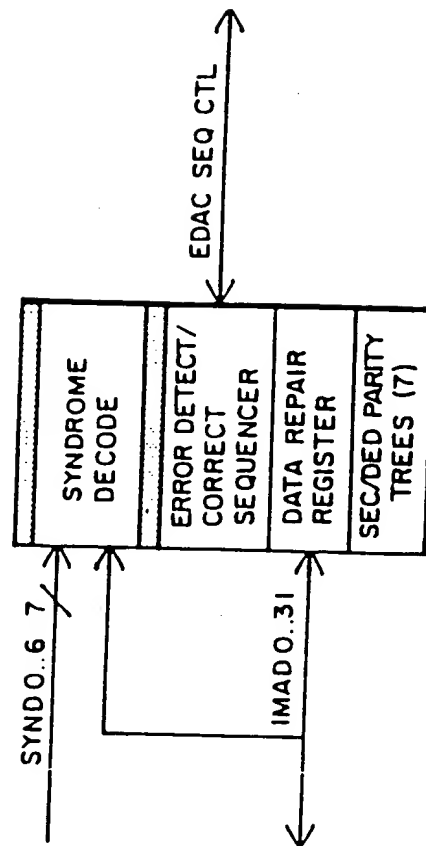 SYND0..6 7
SYNDROME
DECODE
ERROR DETECT/
CORRECT
SEQUENCER
DATA REPAIR
REGISTER
SEC/DED PARITY
TREES (7)
IMAD0..31
EDAC SEQ CTL